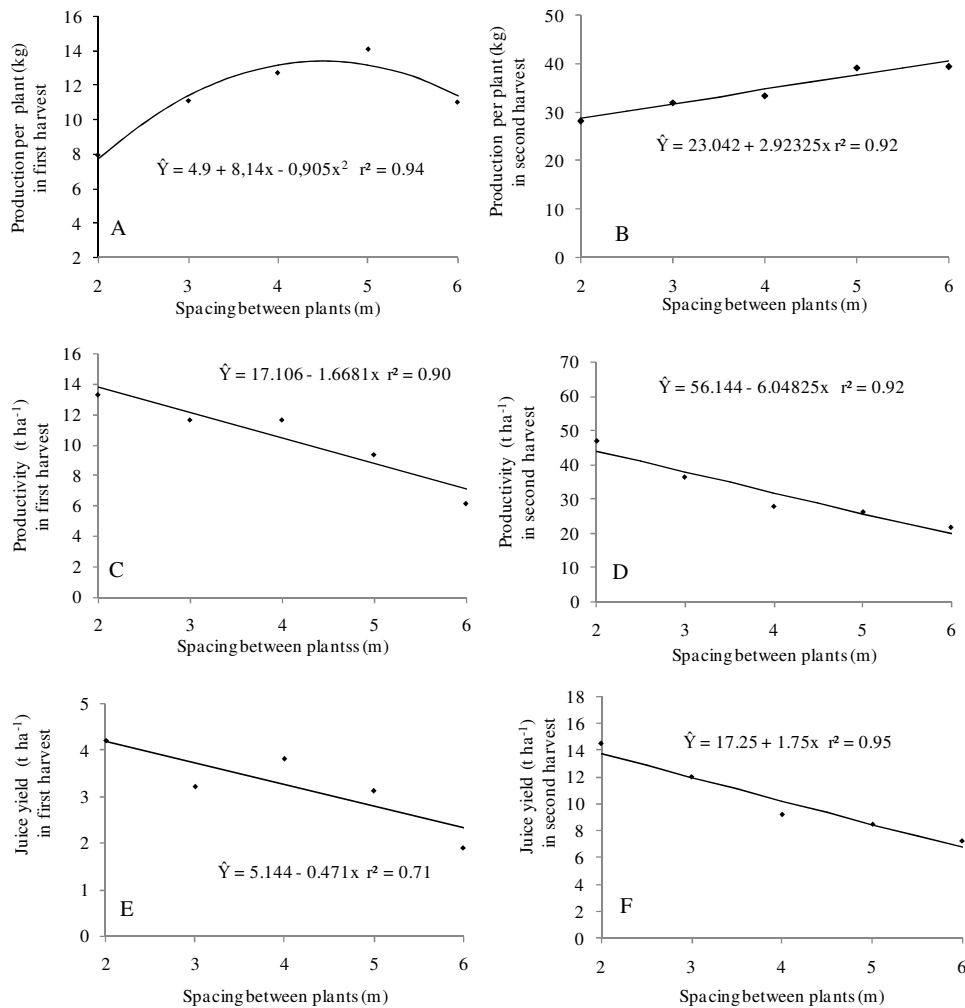 Production per plant (kg)
in first harvest
16
14
12
10
8
6
4
2
Ŷ = 4.9 + 8,14x - 0,905x² r² = 0.94
A
2 3 4 5 6
Spacing between plants (m)
Production per plant (kg)
in second harvest
50
40
30
20
10
0
Ŷ = 23.042 + 2.92325x r² = 0.92
B
2 3 4 5 6
Spacing between plants (m)
Productivity (t ha⁻¹)
in first harvest
16
14
12
10
8
6
4
2
0
Ŷ = 17.106 - 1.6681x r² = 0.90
C
2 3 4 5 6
Spacing between plantss (m)
Productivity (t ha⁻¹)
in second harvest
70
60
50
40
30
20
10
0
Ŷ = 56.144 - 6.04825x r² = 0.92
D
2 3 4 5 6
Spacing between plants (m)
Juice yield (t ha⁻¹)
in first harvest
5
4
3
2
1
0
Ŷ = 5.144 - 0.471x r² = 0.71
E
2 3 4 5 6
Spacing between plants (m)
Juice yield (t ha⁻¹)
in second harvest
18
16
14
12
10
8
6
4
2
0
Ŷ = 17.25 + 1.75x r² = 0.95
F
2 3 4 5 6
Spacing between plants (m)